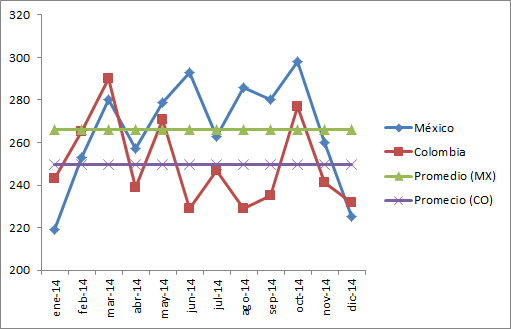 320
300
280
260
240
220
200
ene-14
feb-14
mar-14
abr-14
may-14
jun-14
jul-14
ago-14
sep-14
oct-14
nov-14
dic-14
México
Colombia
Promedio (MX)
Promecio (CO)